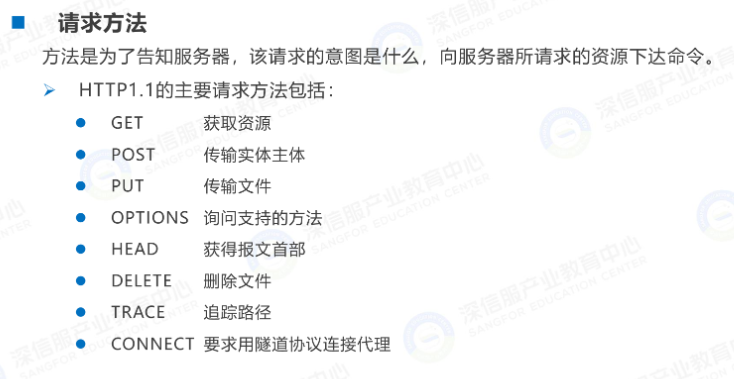 请求方法
方法是为了告知服务器，该请求的意图是什么，向服务器所请求的资源下达命令。
HTTP1.1的主要请求方法包括：
GET 获取资源
POST 传输实体主体
PUT 传输文件
OPTIONS 询问支持的方法
HEAD 获得报文首部
DELETE 删除文件
TRACE 追踪路径
CONNECT 要求用隧道协议连接代理
深信服产业教育中心
SANGFOR EDUCATION CENTER